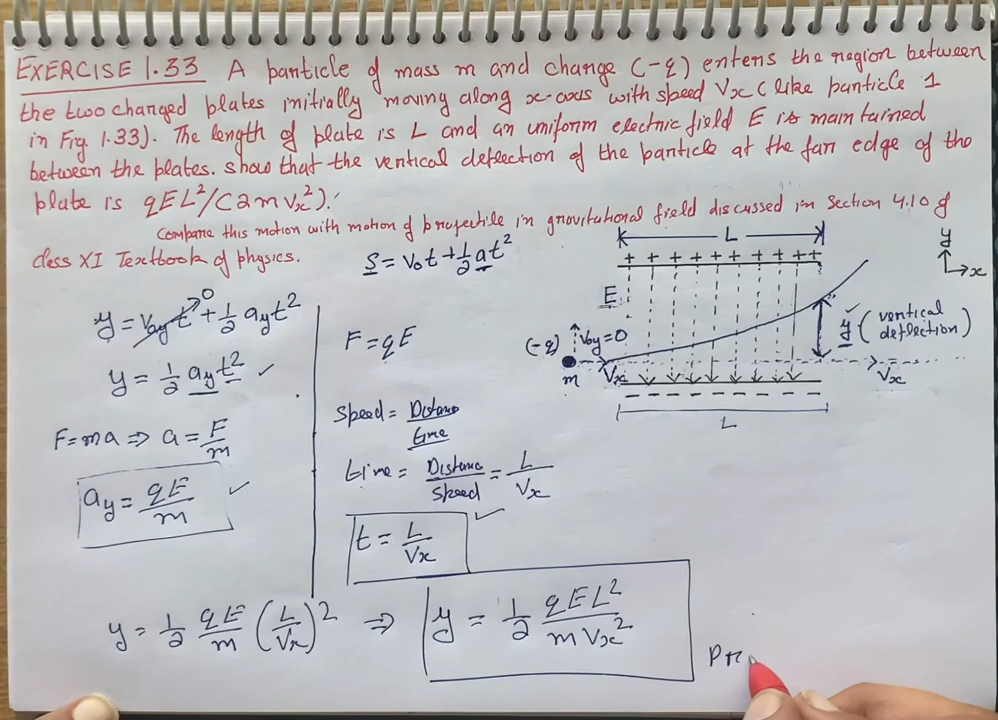 EXERCISE 1.33 A particle of mass m and charge (-q) enters the region between
the two charged plates initially moving along x-axis with speed Vx (like particle 1
in Fig. 1.33). The length of plate is L and an uniform electric field E is maintained
between the plates. show that the vertical deflection of the particle at the far edge of the
plate is qEL²/(2mVx²).
Compare this motion with motion of projectile in gravitational field discussed in Section 4.10 of
class XI Textbook of physics.
S = V₀t + 1/2 at²
L
y
x
+ + + + + + + + + +
E
y = V₀yt → 0 + 1/2 ayt²
F = qE
(-q)
V₀y = 0
y (vertical
deflection)
m
Vx
Vx
y = 1/2 ayt² ✓
− − − − − − − − −
L
Speed = Distance/time
F = ma ⇒ a = F/m
time = Distance/Speed = L/Vx
ay = qE/m ✓
t = L/Vx ✓
y = 1/2 qE/m (L/Vx)² ⇒ y = 1/2 qEL²/mVx²
Pr